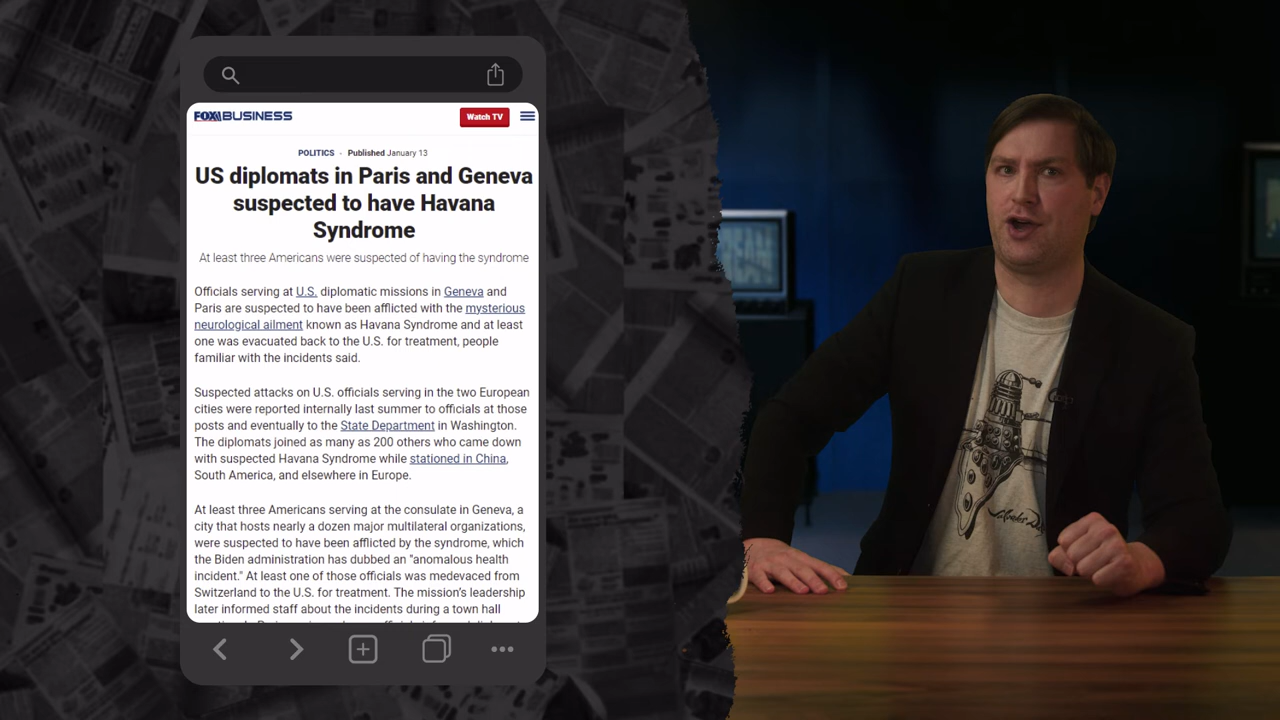 FOX BUSINESS
Watch TV
POLITICS - Published January 13
US diplomats in Paris and Geneva
suspected to have Havana
Syndrome
At least three Americans were suspected of having the syndrome
Officials serving at U.S. diplomatic missions in Geneva and
Paris are suspected to have been afflicted with the mysterious
neurological ailment known as Havana Syndrome and at least
one was evacuated back to the U.S. for treatment, people
familiar with the incidents said.
Suspected attacks on U.S. officials serving in the two European
cities were reported internally last summer to officials at those
posts and eventually to the State Department in Washington.
The diplomats joined as many as 200 others who came down
with suspected Havana Syndrome while stationed in China,
South America, and elsewhere in Europe.
At least three Americans serving at the consulate in Geneva, a
city that hosts nearly a dozen major multilateral organizations,
were suspected to have been afflicted by the syndrome, which
the Biden administration has dubbed an "anomalous health
incident." At least one of those officials was medevaced from
Switzerland to the U.S. for treatment. The mission's leadership
later informed staff about the incidents during a town hall